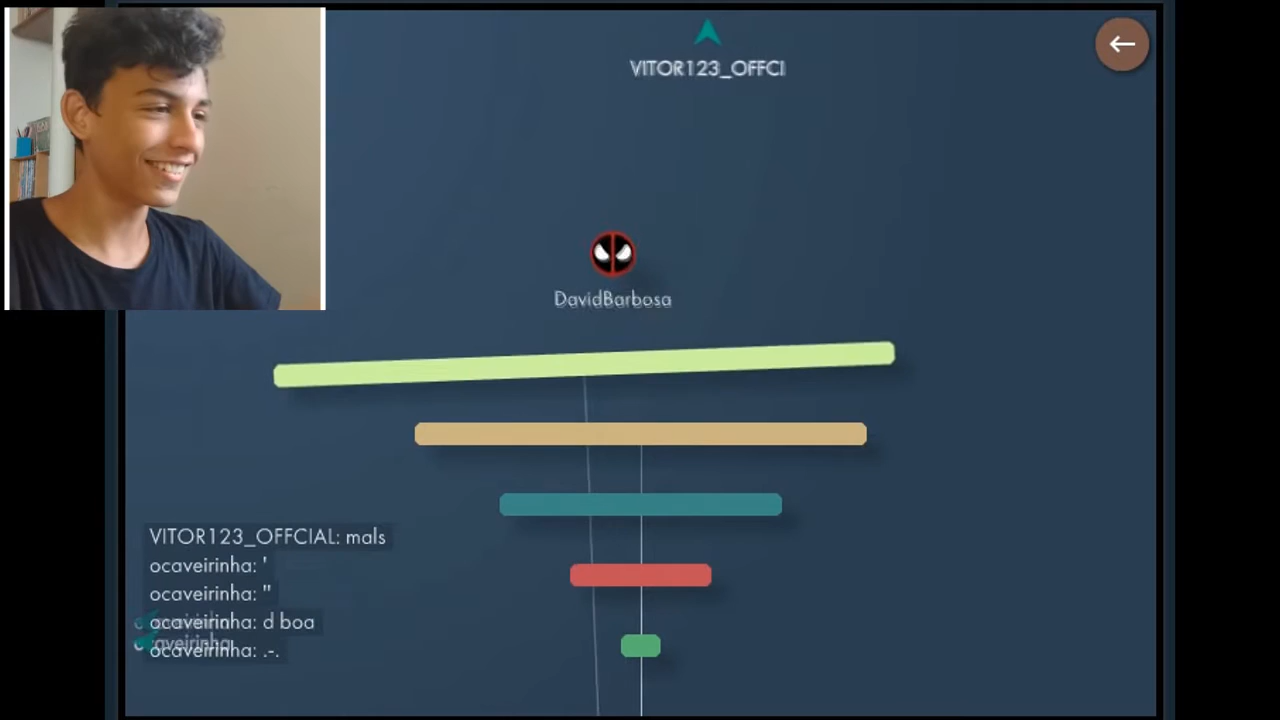 VITOR123_OFFCI
DavidBarbosa
VITOR123_OFFCIAL: mals
ocaveirinha: '
ocaveirinha: "
ocaveirinha: d boa
ocaveirinha: .-.